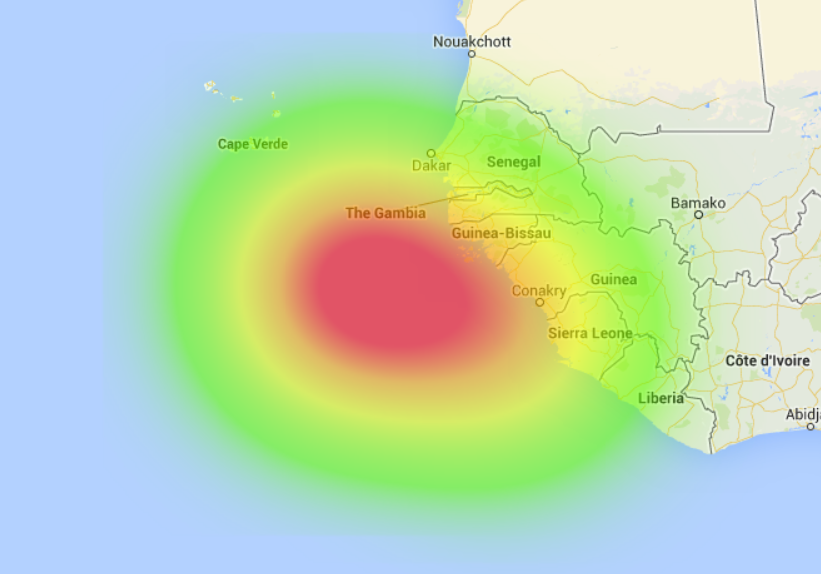 Nouakchott
Cape Verde
Dakar
Senegal
Bamako
The Gambia
Guinea-Bissau
Guinea
Conakry
Sierra Leone
Côte d'Ivoire
Liberia
Abidj